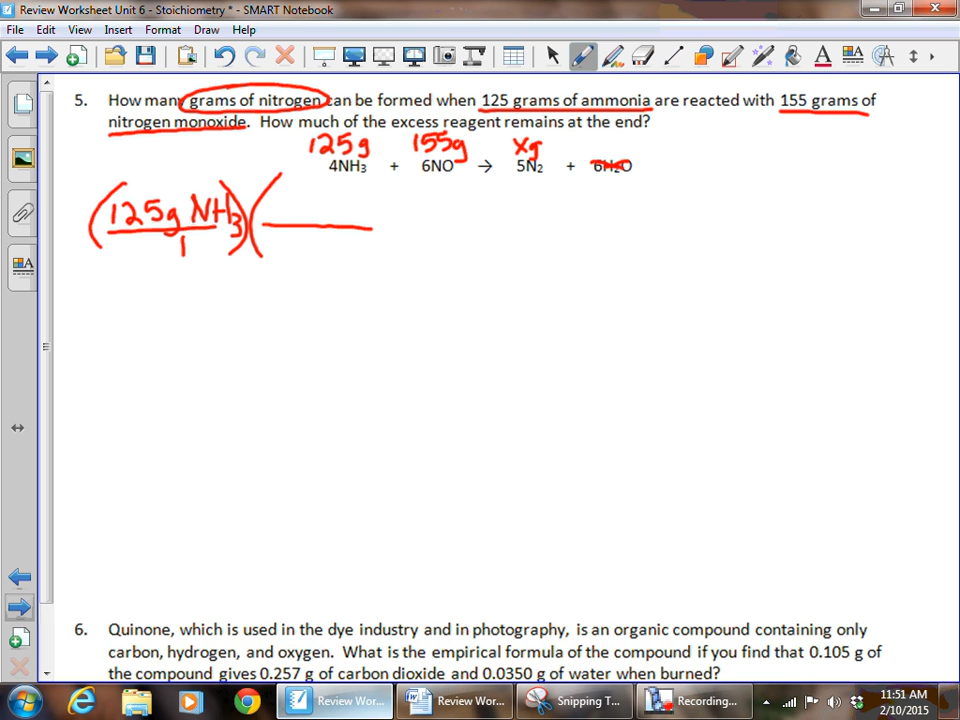 Review Worksheet Unit 6 - Stoichiometry * - SMART Notebook
File Edit View Insert Format Draw Help
5. How many grams of nitrogen can be formed when 125 grams of ammonia are reacted with 155 grams of
nitrogen monoxide. How much of the excess reagent remains at the end?
125g 155g xg
4NH₃ + 6NO → 5N₂ + 6H₂O
(125g NH3)(
1
6. Quinone, which is used in the dye industry and in photography, is an organic compound containing only
carbon, hydrogen, and oxygen. What is the empirical formula of the compound if you find that 0.105 g of
the compound gives 0.257 g of carbon dioxide and 0.0350 g of water when burned?
Review Wor... Review Wor... Snipping T... Recording... 11:51 AM
2/10/2015